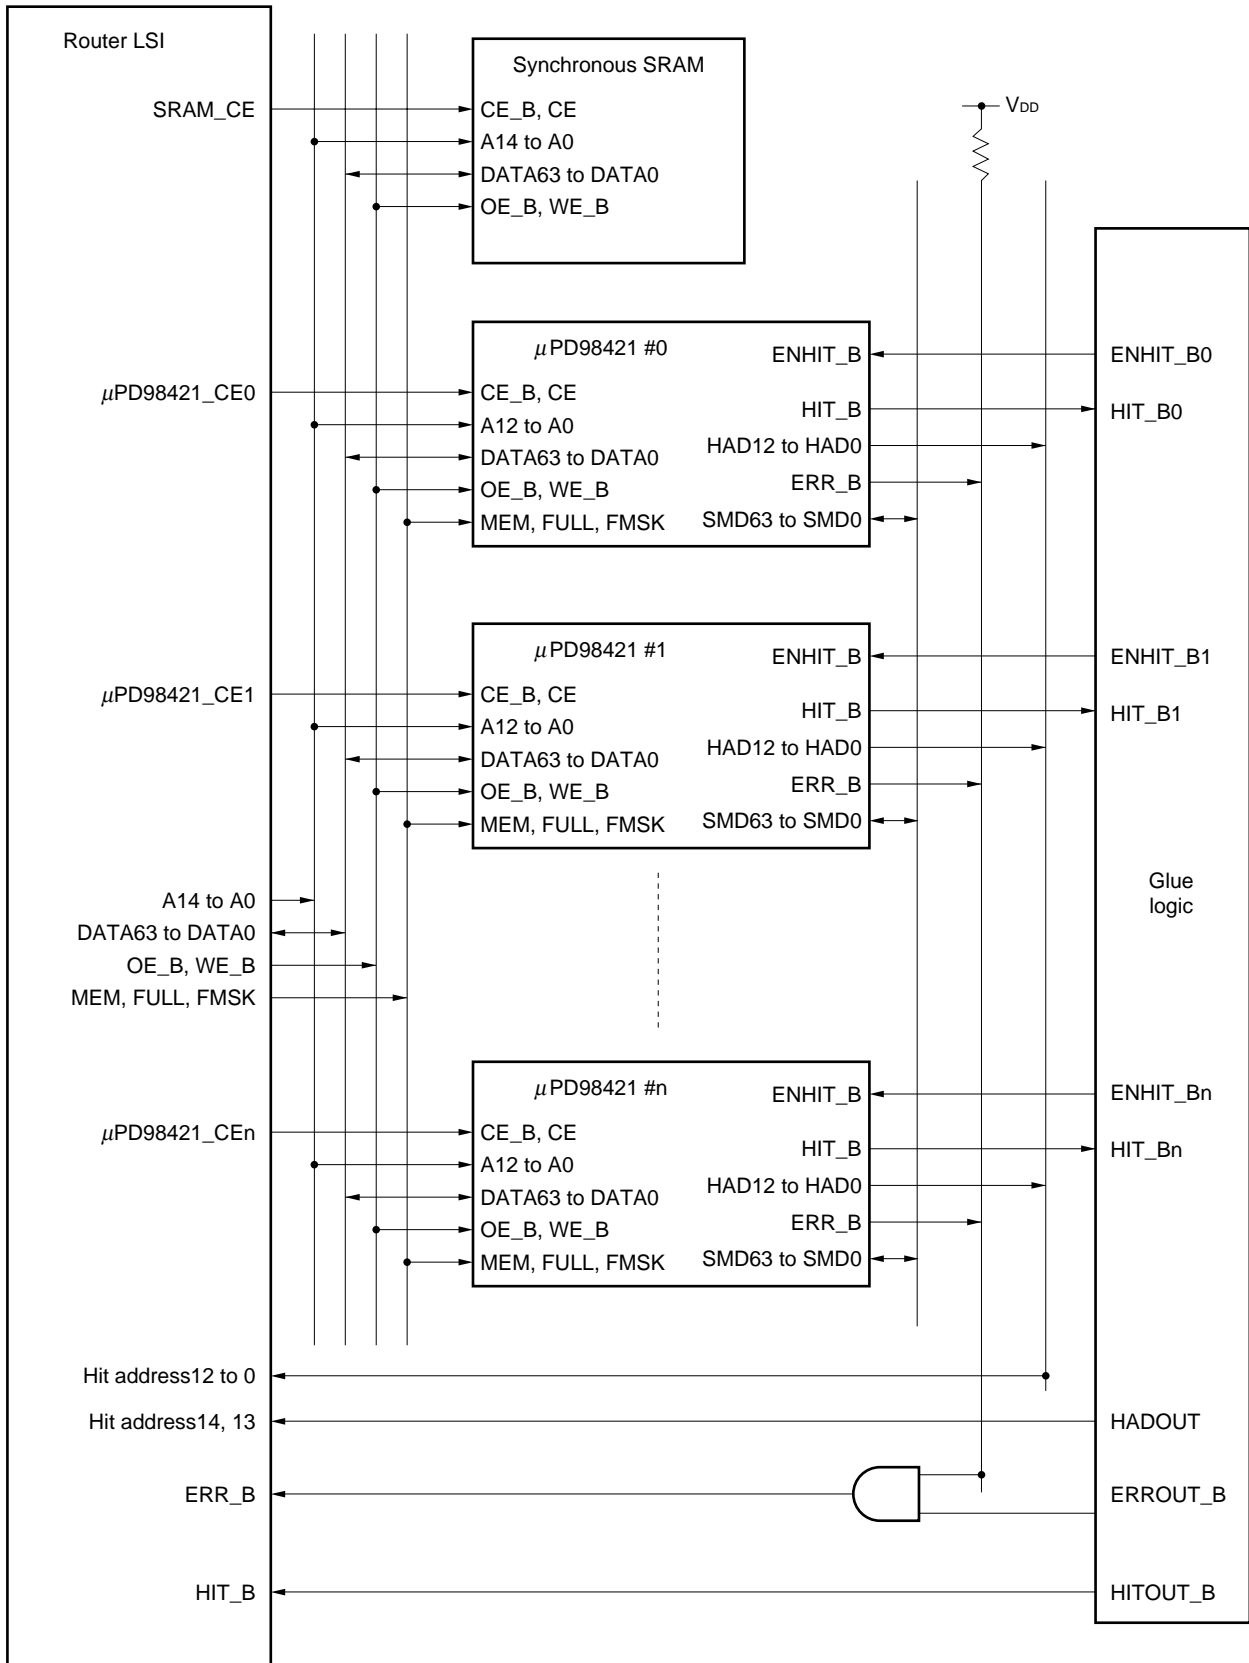 Router LSI
SRAM_CE
μPD98421_CE0
μPD98421_CE1
A14 to A0
DATA63 to DATA0
OE_B, WE_B
MEM, FULL, FMSK
μPD98421_CEn
Hit address12 to 0
Hit address14, 13
ERR_B
HIT_B
Synchronous SRAM
CE_B, CE
A14 to A0
DATA63 to DATA0
OE_B, WE_B
VDD
μPD98421 #0
CE_B, CE
A12 to A0
DATA63 to DATA0
OE_B, WE_B
MEM, FULL, FMSK
ENHIT_B
HIT_B
HAD12 to HAD0
ERR_B
SMD63 to SMD0
μPD98421 #1
CE_B, CE
A12 to A0
DATA63 to DATA0
OE_B, WE_B
MEM, FULL, FMSK
ENHIT_B
HIT_B
HAD12 to HAD0
ERR_B
SMD63 to SMD0
μPD98421 #n
CE_B, CE
A12 to A0
DATA63 to DATA0
OE_B, WE_B
MEM, FULL, FMSK
ENHIT_B
HIT_B
HAD12 to HAD0
ERR_B
SMD63 to SMD0
ENHIT_B0
HIT_B0
ENHIT_B1
HIT_B1
Glue
logic
ENHIT_Bn
HIT_Bn
HADOUT
ERROUT_B
HITOUT_B